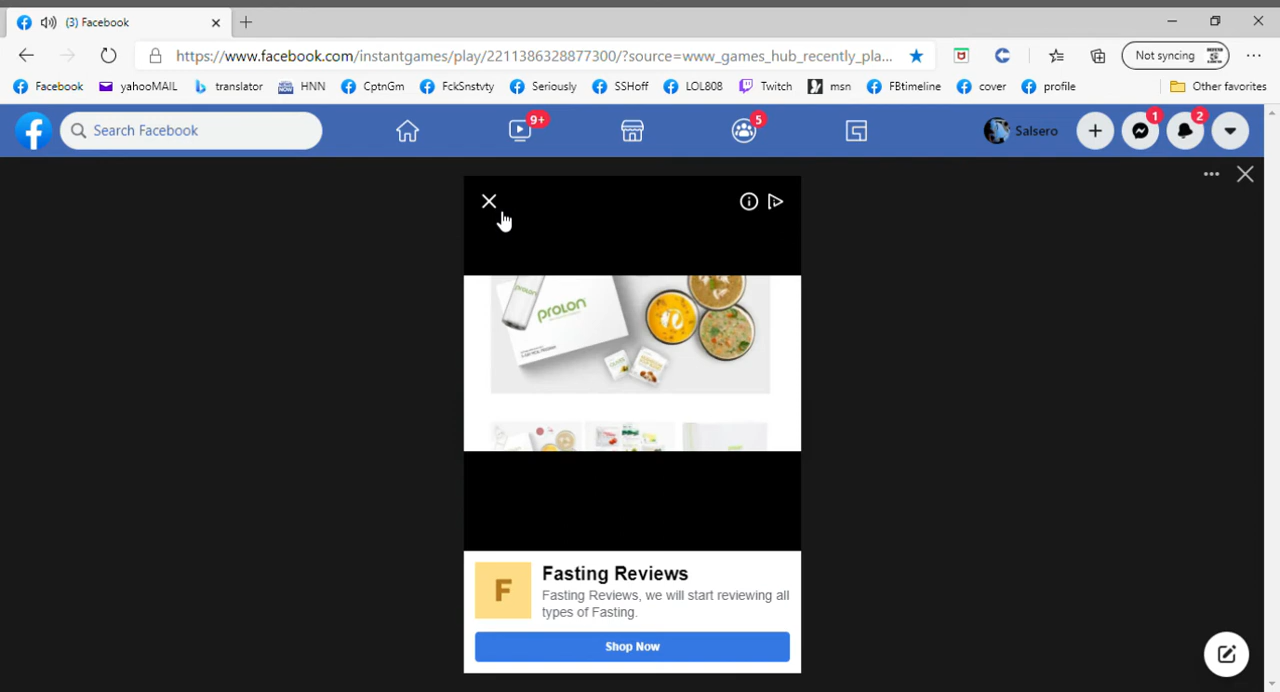 (3) Facebook
https://www.facebook.com/instantgames/play/2211386328877300/?source=www_games_hub_recently_pla...
Not syncing
Facebook yahooMAIL translator HNN CptnGm FckSnstvty Seriously SSHoff LOL808 Twitch msn FBtimeline cover profile Other favorites
Search Facebook 9+ 5 Salsero 1 2
PROLON
F
Fasting Reviews
Fasting Reviews, we will start reviewing all
types of Fasting.
Shop Now